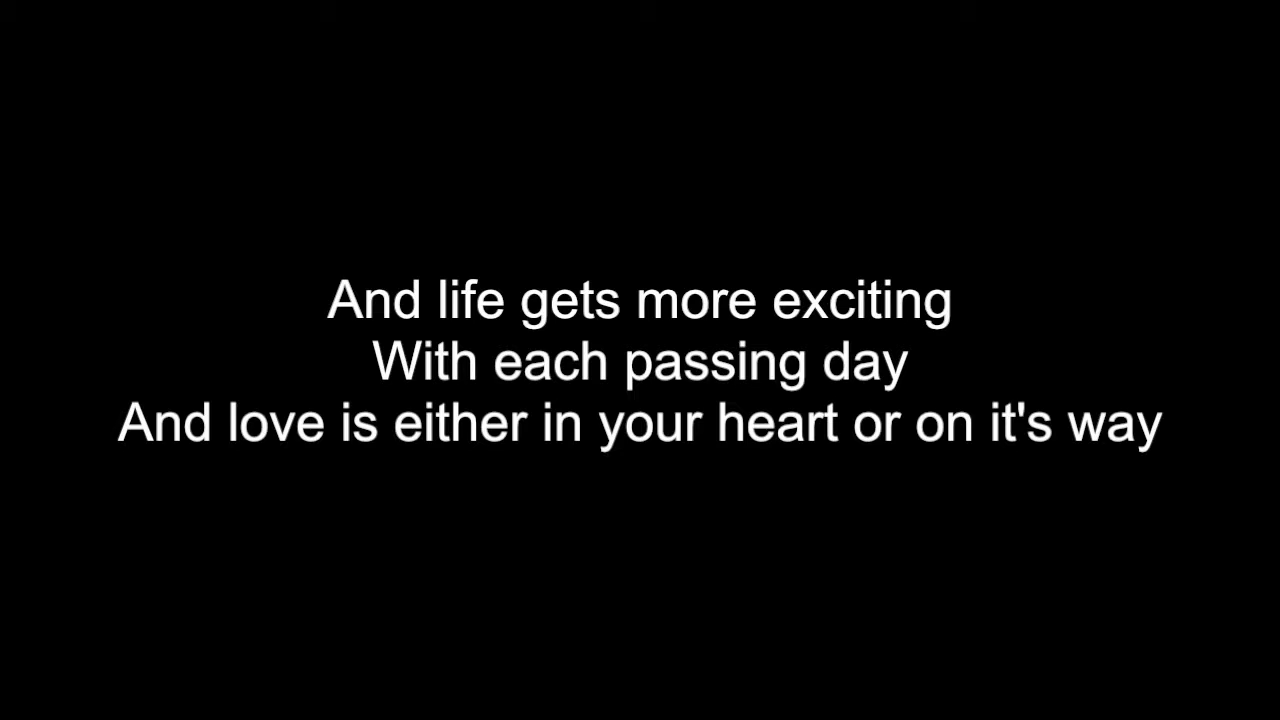 And life gets more exciting
With each passing day
And love is either in your heart or on it's way